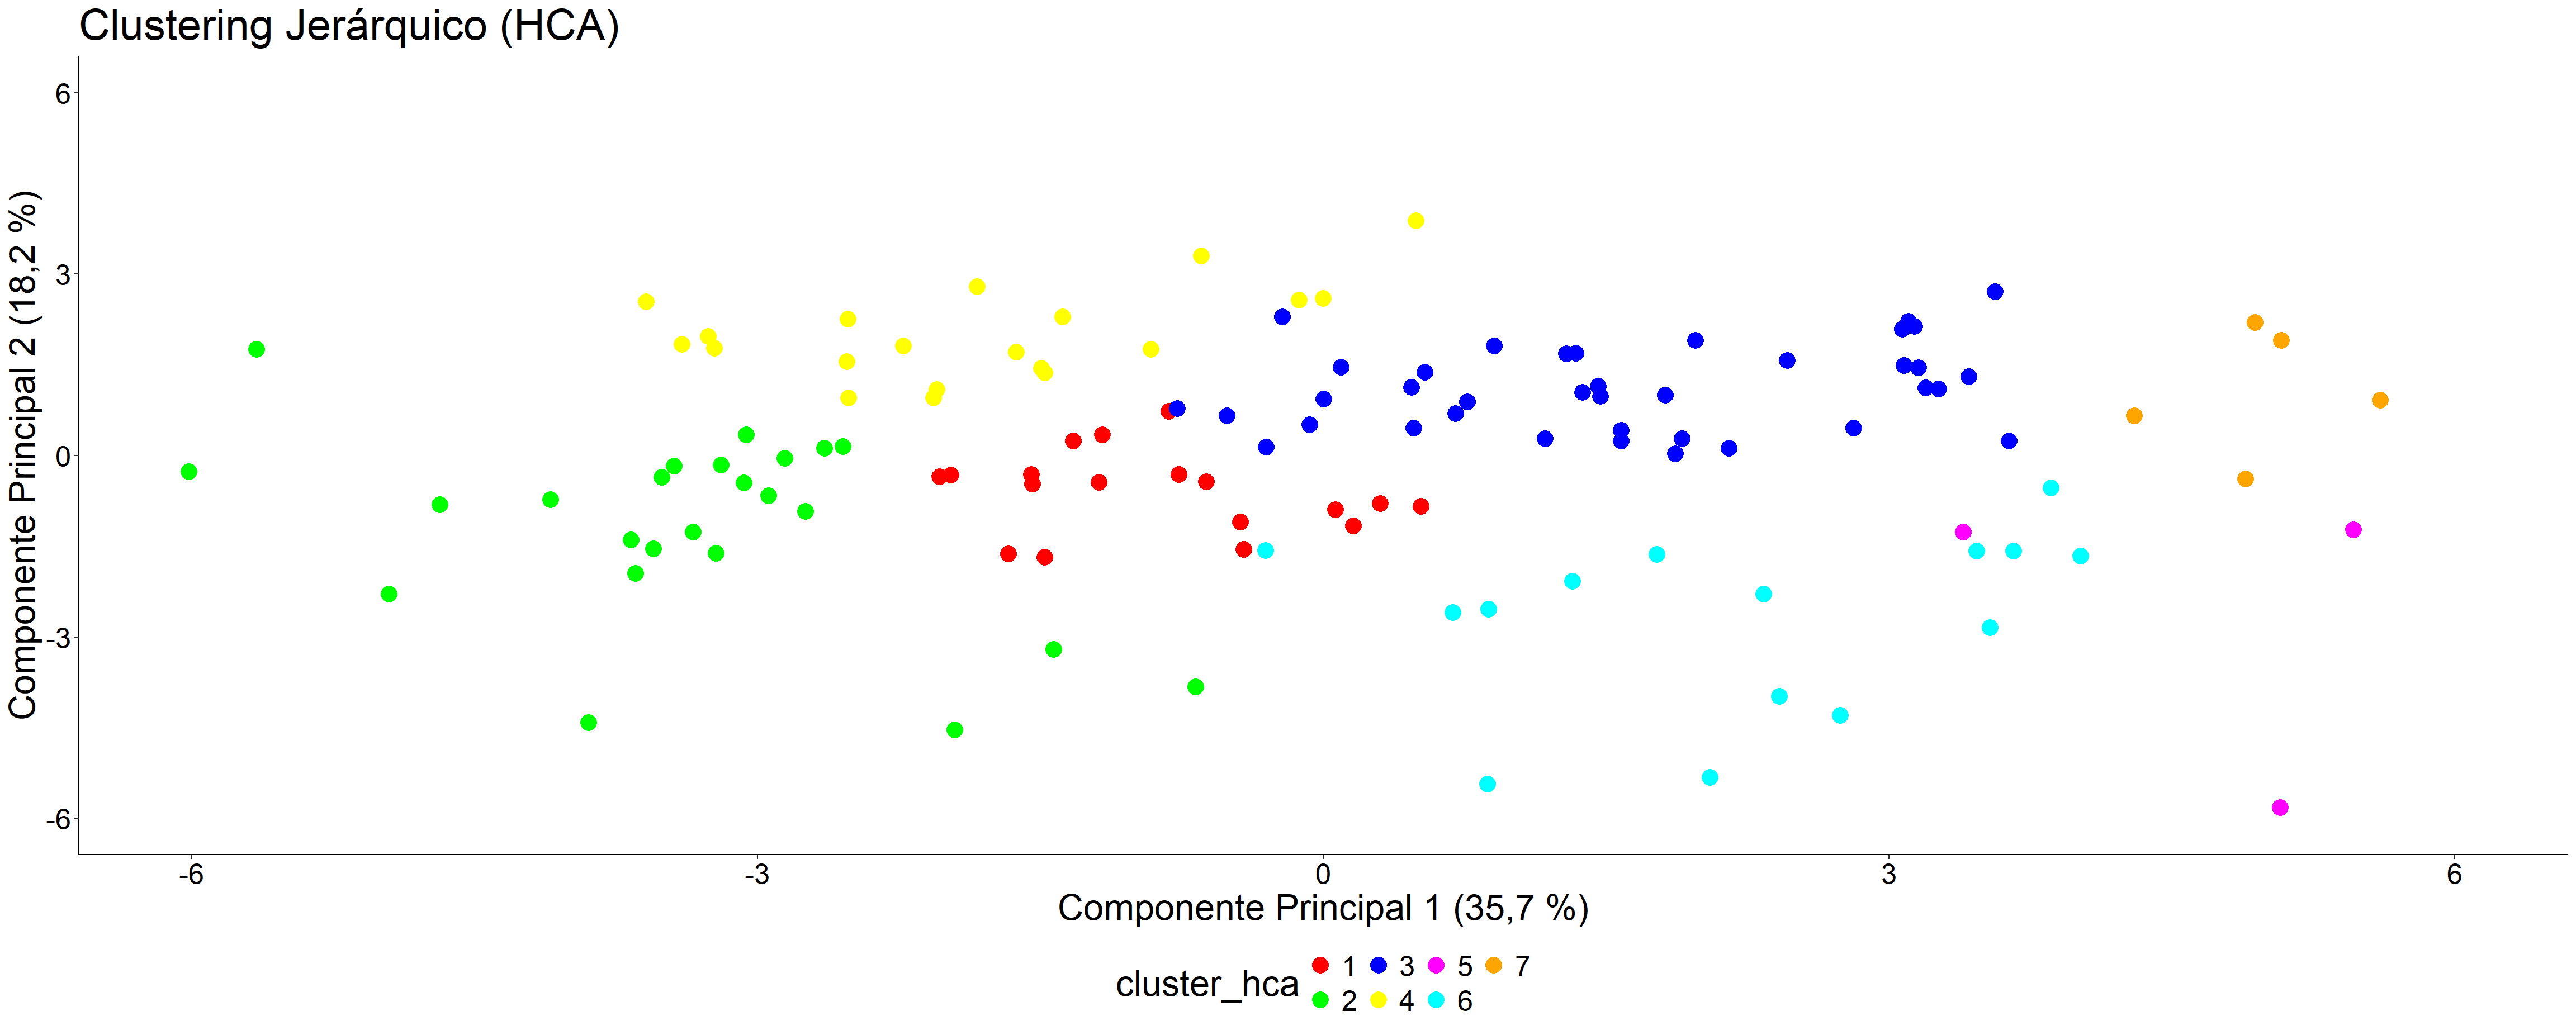 Clustering Jerárquico (HCA)
Componente Principal 2 (18,2 %)
6
3
0
-3
-6
-6
-3
0
3
6
Componente Principal 1 (35,7 %)
cluster_hca
1 3 5 7
2 4 6